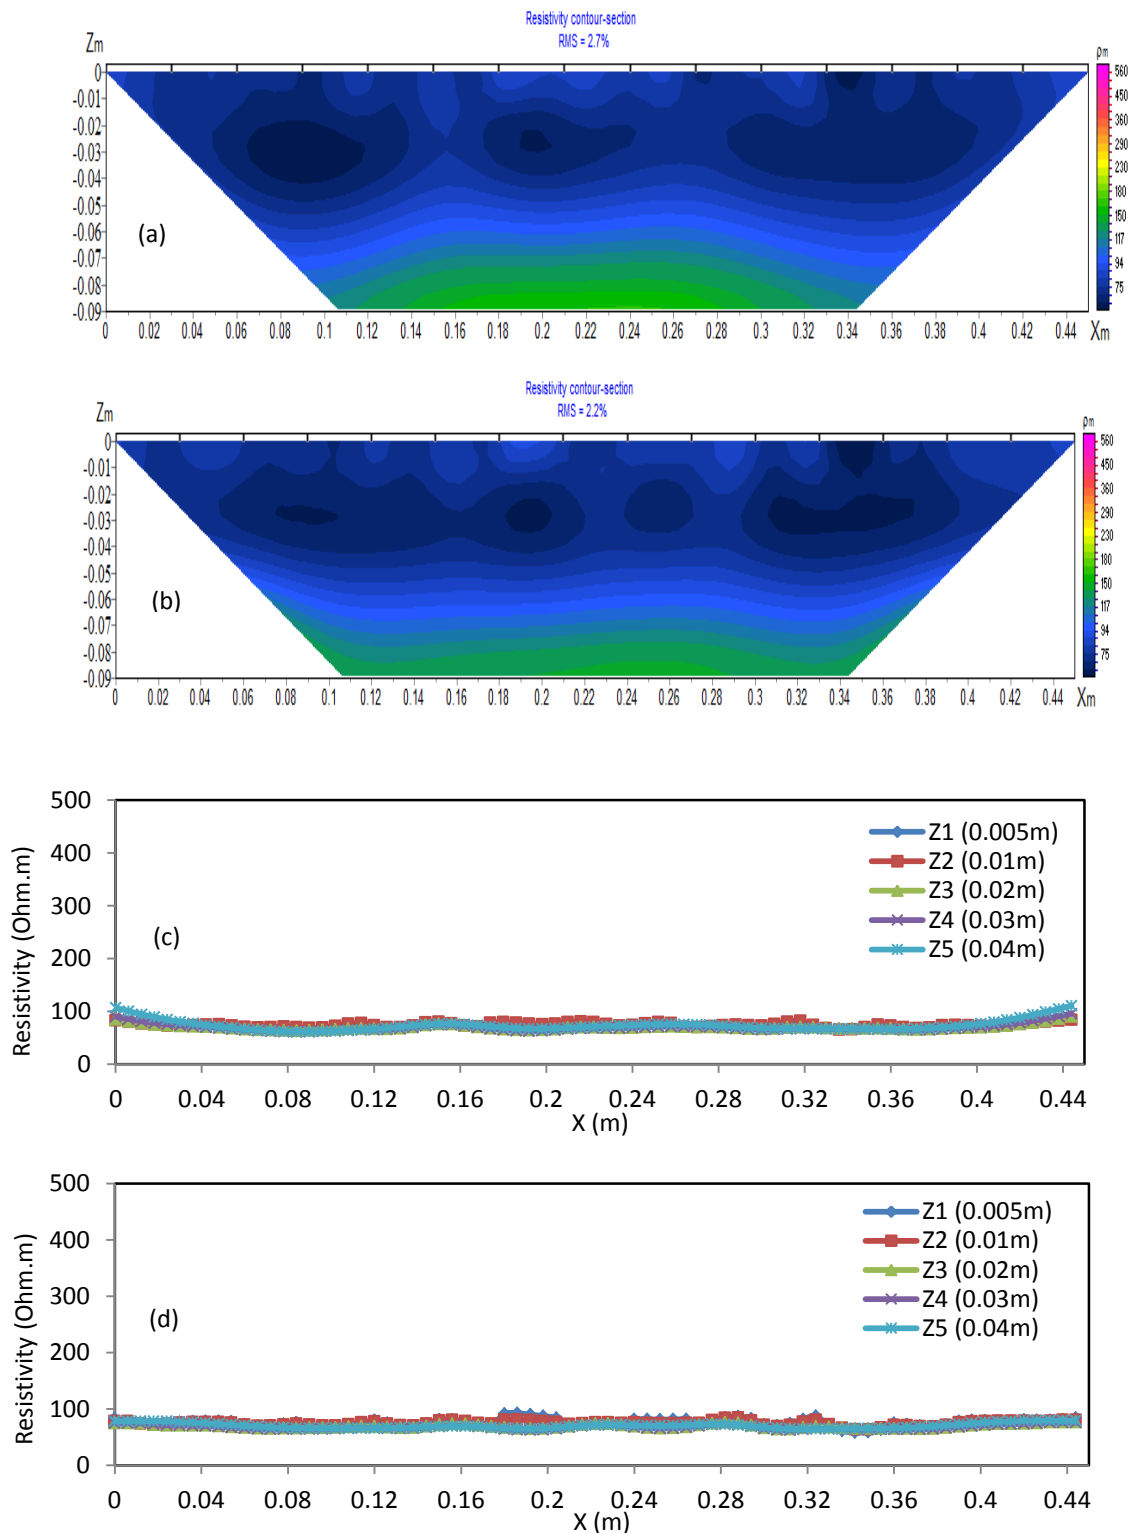 Resistivity contour-section
RMS = 2.7%
Zm
ρm
0
-0.01
-0.02
-0.03
-0.04
-0.05
-0.06
-0.07
-0.08
-0.09
(a)
560
450
360
290
230
180
150
117
94
75
0 0.02 0.04 0.06 0.08 0.1 0.12 0.14 0.16 0.18 0.2 0.22 0.24 0.26 0.28 0.3 0.32 0.34 0.36 0.38 0.4 0.42 0.44 Xm
Resistivity contour-section
RMS = 2.2%
Zm
ρm
0
-0.01
-0.02
-0.03
-0.04
-0.05
-0.06
-0.07
-0.08
-0.09
(b)
560
450
360
290
230
180
150
117
94
75
0 0.02 0.04 0.06 0.08 0.1 0.12 0.14 0.16 0.18 0.2 0.22 0.24 0.26 0.28 0.3 0.32 0.34 0.36 0.38 0.4 0.42 0.44 Xm
Resistivity (Ohm.m)
500
400
300
200
100
0
(c)
Z1 (0.005m)
Z2 (0.01m)
Z3 (0.02m)
Z4 (0.03m)
Z5 (0.04m)
0 0.04 0.08 0.12 0.16 0.2 0.24 0.28 0.32 0.36 0.4 0.44
X (m)
Resistivity (Ohm.m)
500
400
300
200
100
0
(d)
Z1 (0.005m)
Z2 (0.01m)
Z3 (0.02m)
Z4 (0.03m)
Z5 (0.04m)
0 0.04 0.08 0.12 0.16 0.2 0.24 0.28 0.32 0.36 0.4 0.44
X (m)